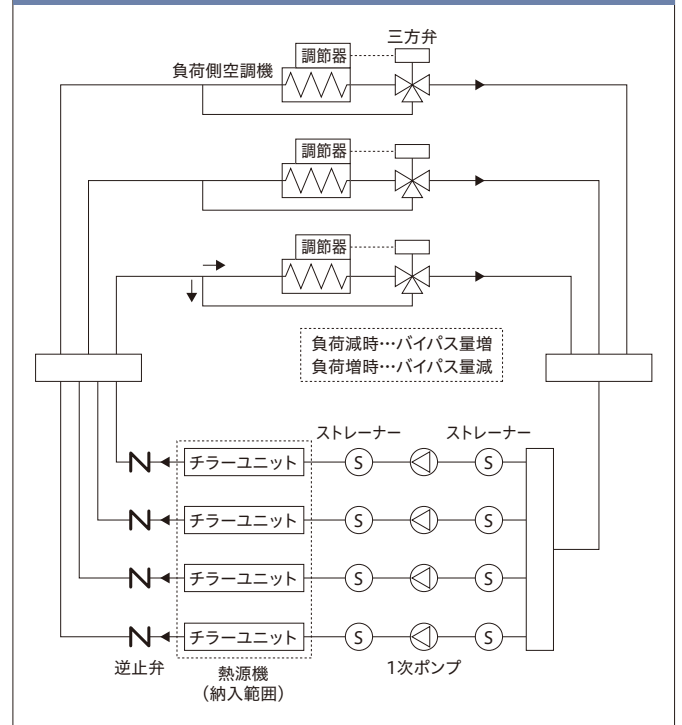 三方弁
調節器
負荷側空調機
調節器
調節器
負荷減時…バイパス量増
負荷増時…バイパス量減
ストレーナー ストレーナー
チラーユニット S S
チラーユニット S S
チラーユニット S S
チラーユニット S S
逆止弁 熱源機 1次ポンプ
(納入範囲)